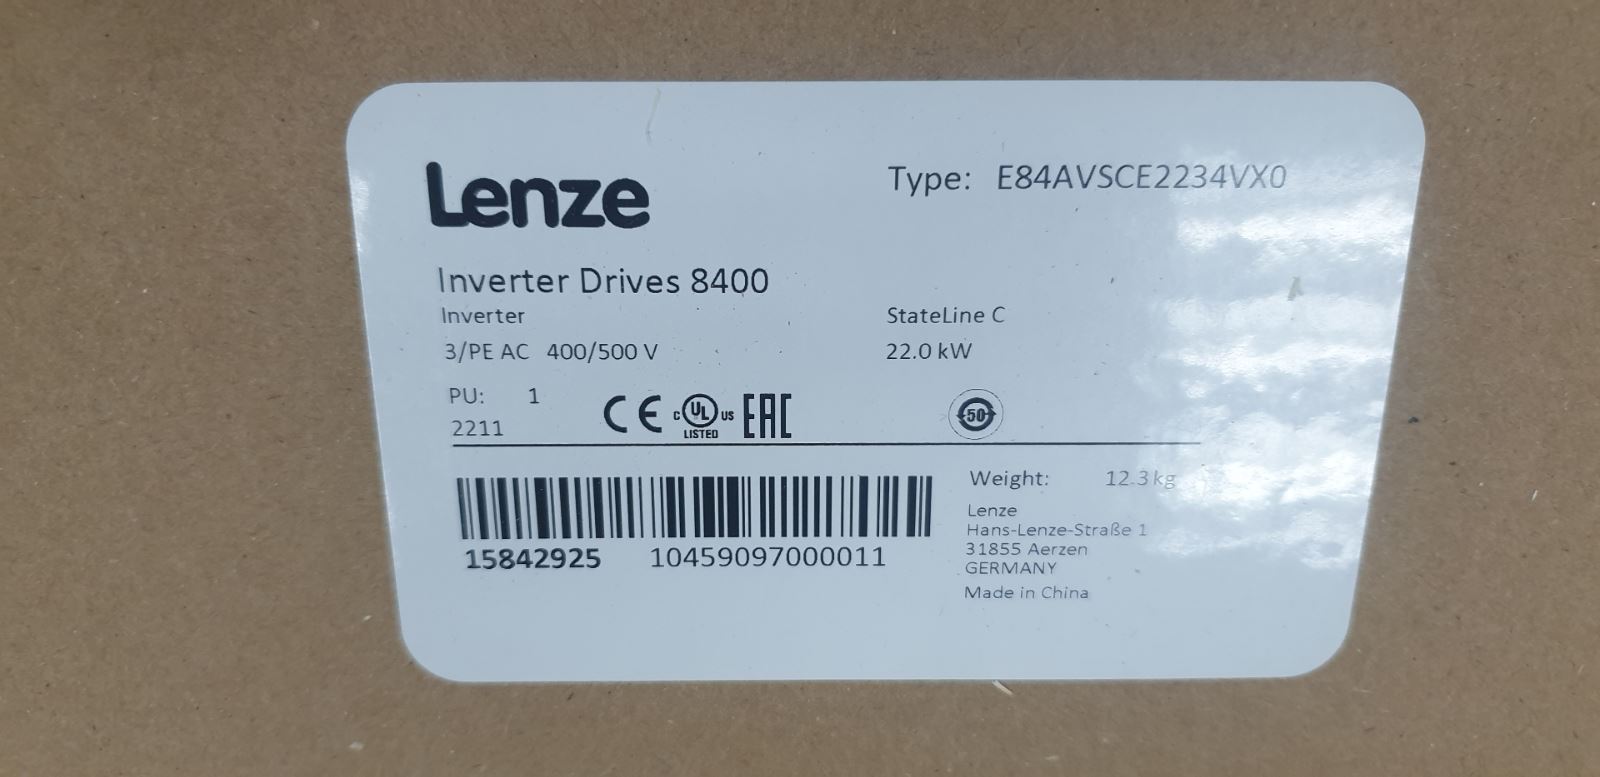 Lenze
Type: E84AVSCE2234VX0
Inverter Drives 8400
Inverter
StateLine C
3/PE AC 400/500 V
22.0 kW
PU: 1
2211
CE
C UL US
LISTED
EAC
50
15842925 10459097000011
Weight: 12.3 kg
Lenze
Hans-Lenze-Straße 1
31855 Aerzen
GERMANY
Made in China